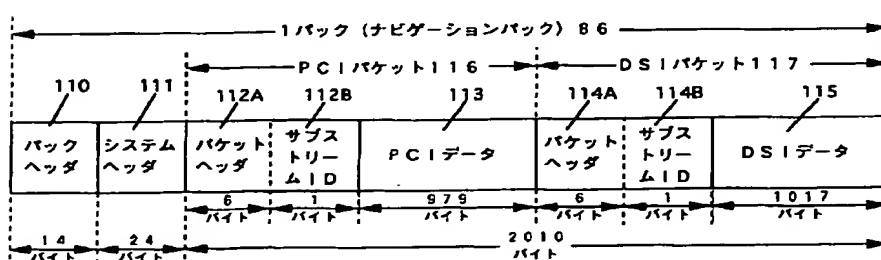 1パック(ナビゲーションパック)86
PCIパケット116
DSIパケット117
110
111
112A
112B
113
114A
114B
115
パック
ヘッダ
システム
ヘッダ
パケット
ヘッダ
サブス
トリー
ムID
PCIデータ
パケット
ヘッダ
サブス
トリー
ムID
DSIデータ
6
バイト
1
バイト
979
バイト
6
バイト
1
バイト
1017
バイト
14
バイト
24
バイト
2010
バイト